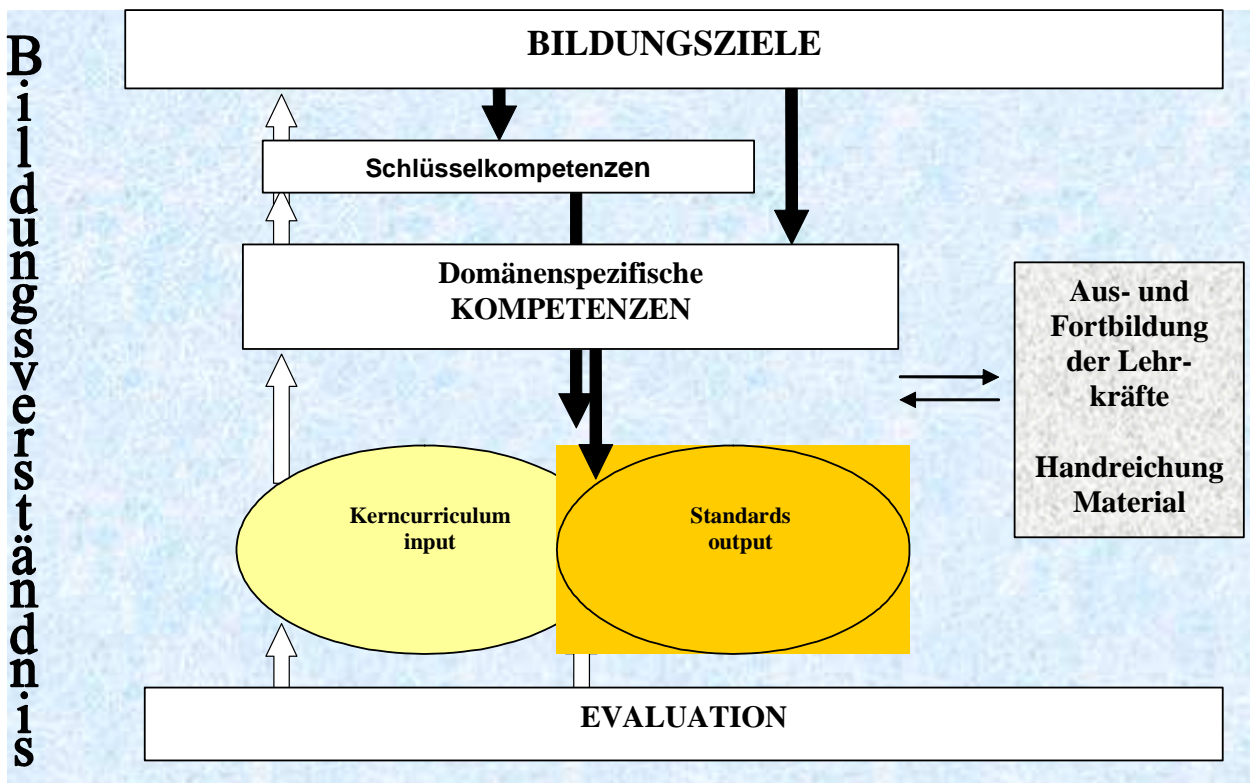 Bildungsverständnis
BILDUNGSZIELE
Schlüsselkompetenzen
Domänenspezifische
KOMPETENZEN
Aus- und
Fortbildung
der Lehr-
kräfte
Handreichung
Material
Kerncurriculum
input
Standards
output
EVALUATION